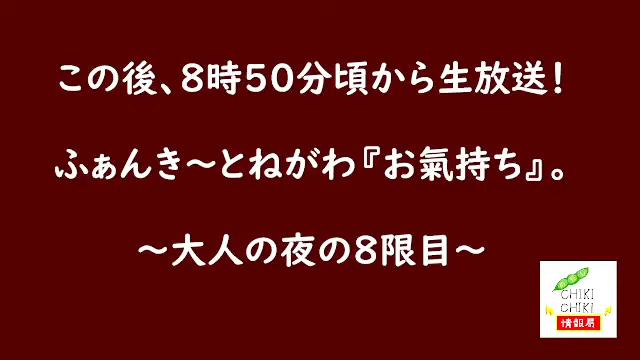 この後、8時50分頃から生放送!
ふぁんき～とねがわ『お氣持ち』。
～大人の夜の8限目～
CHIKI
CHIKI
情報局